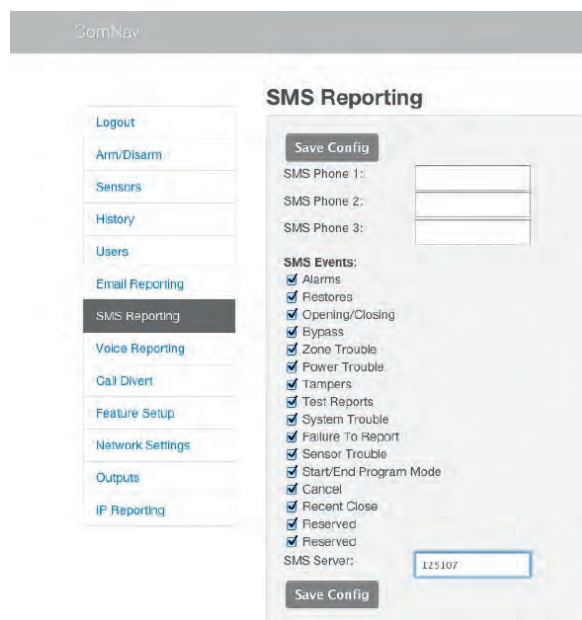 ComNav
SMS Reporting
Logout
Arm/Disarm
Sensors
History
Users
Email Reporting
SMS Reporting
Voice Reporting
Call Divert
Feature Setup
Network Settings
Outputs
IP Reporting
Save Config
SMS Phone 1:
SMS Phone 2:
SMS Phone 3:
SMS Events:
Alarms
Restores
Opening/Closing
Bypass
Zone Trouble
Power Trouble
Tampers
Test Reports
System Trouble
Failure To Report
Sensor Trouble
Start/End Program Mode
Cancel
Recent Close
Reserved
Reserved
SMS Server: 125107
Save Config